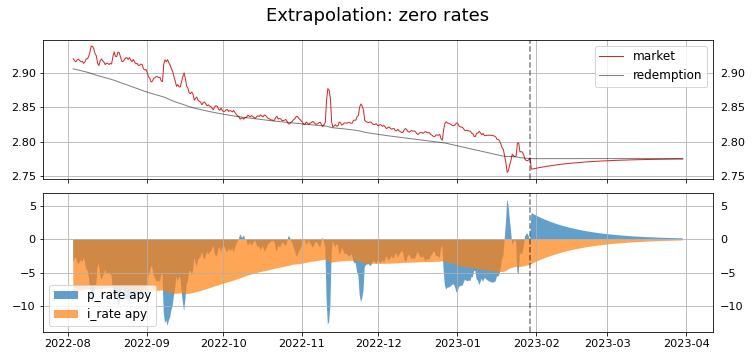 Extrapolation: zero rates
2.90 2.90
2.85 2.85
2.80 2.80
2.75 2.75
market
redemption
5 5
0 0
−5 −5
−10 −10
p_rate apy
i_rate apy
2022-08 2022-09 2022-10 2022-11 2022-12 2023-01 2023-02 2023-03 2023-04